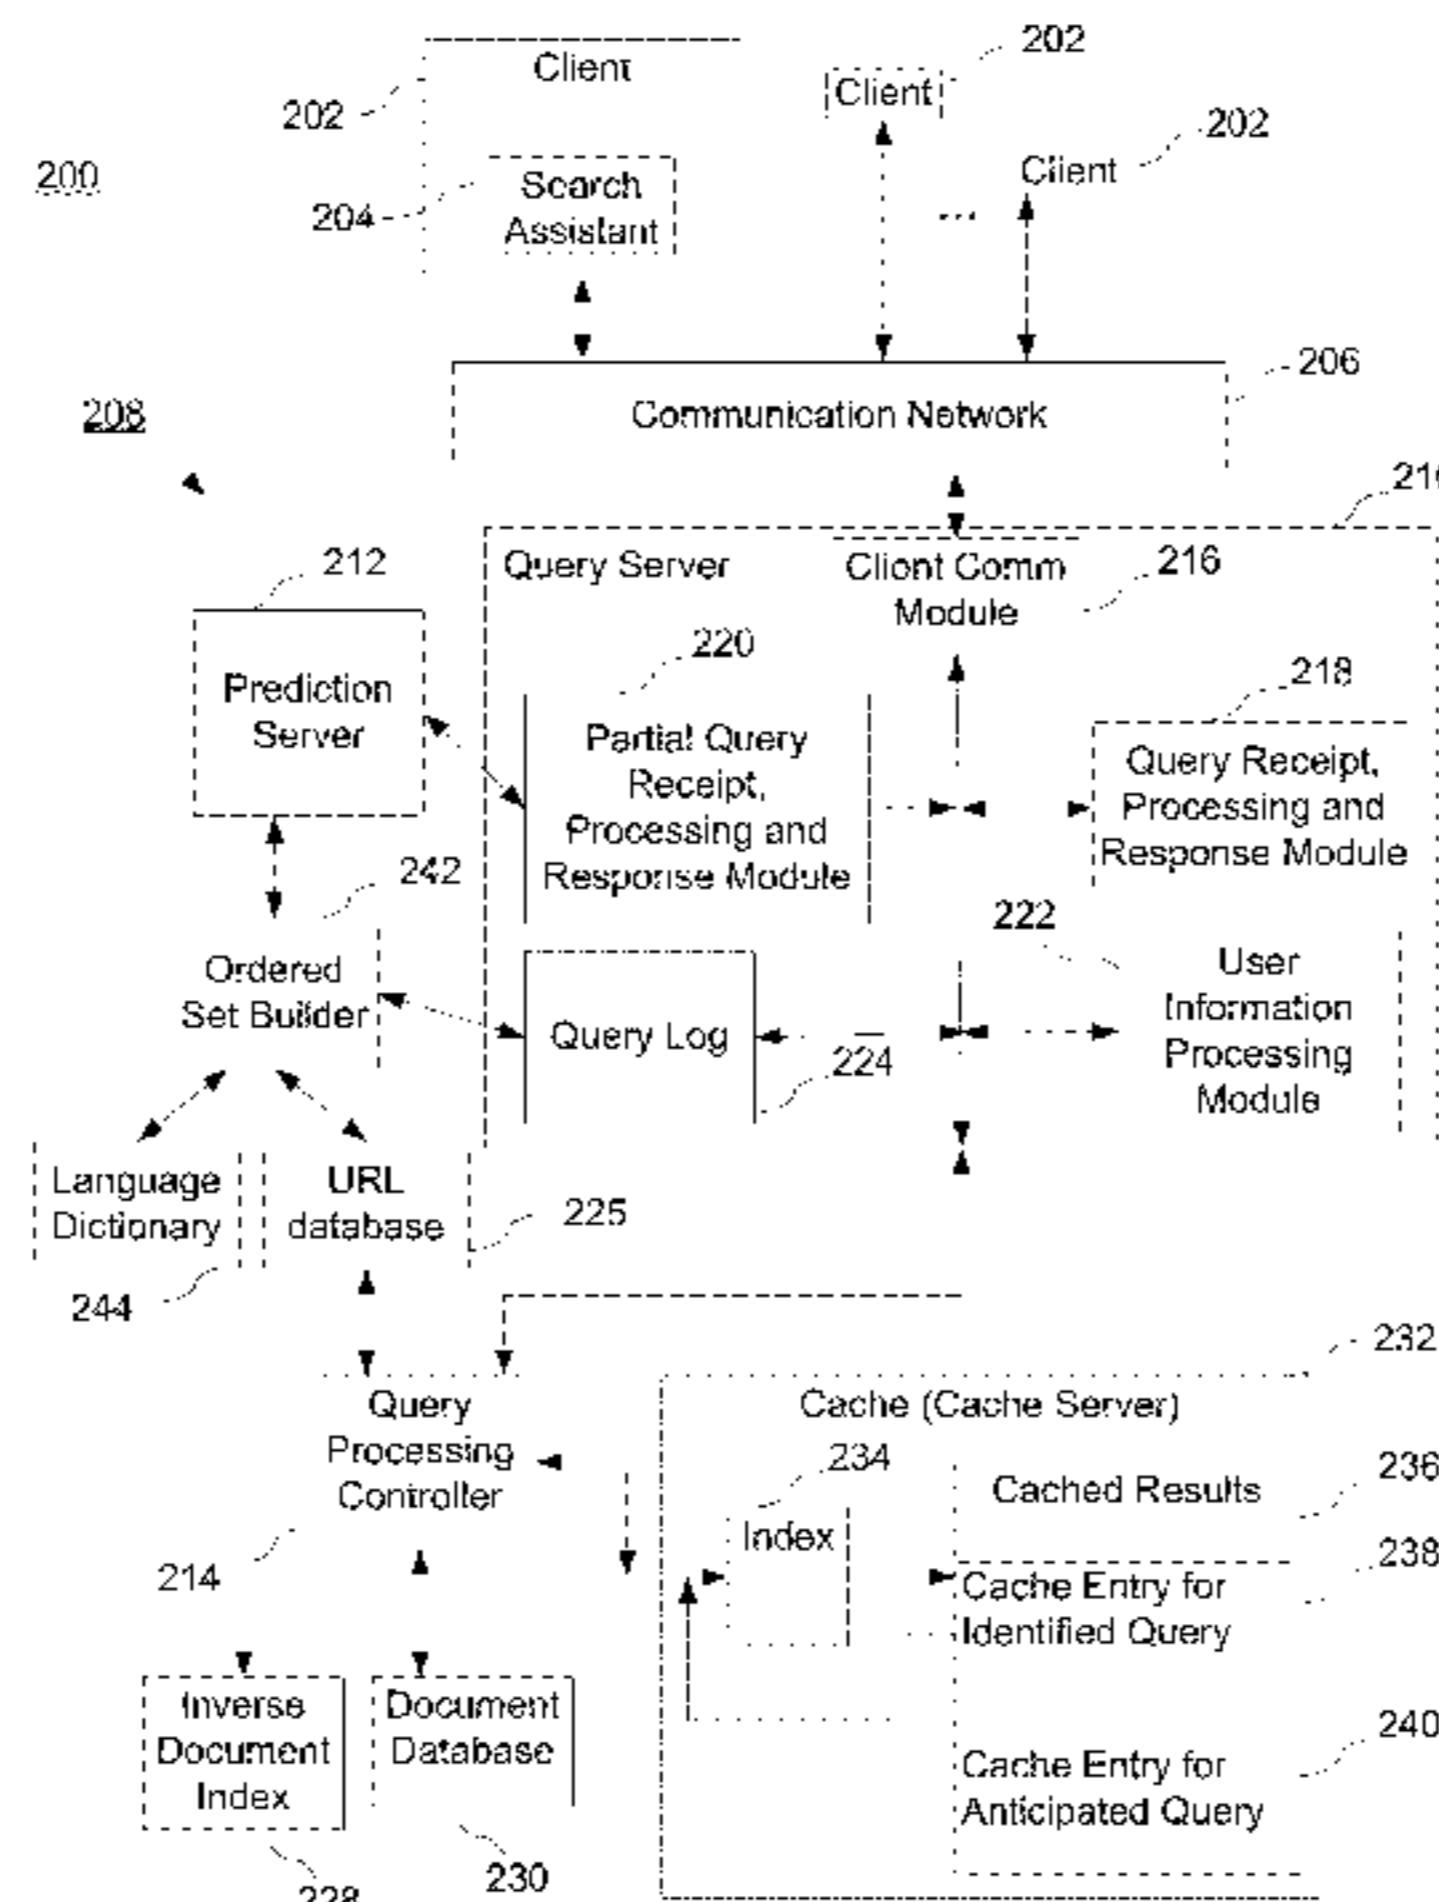 202
Client
202
Client
202
Client
200
204
Search
Assistant
206
Communication Network
208
Query Server
Client Comm
Module
216
212
220
218
Prediction
Server
Partial Query
Receipt,
Processing and
Response Module
Query Receipt,
Processing and
Response Module
242
222
Ordered
Set Builder
Query Log
224
User
Information
Processing
Module
Language
Dictionary
URL
database
225
244
232
Query
Processing
Controller
Cache (Cache Server)
234
236
Index
Cached Results
238
214
Cache Entry for
Identified Query
240
Inverse
Document
Index
Document
Database
Cache Entry for
Anticipated Query
228
230